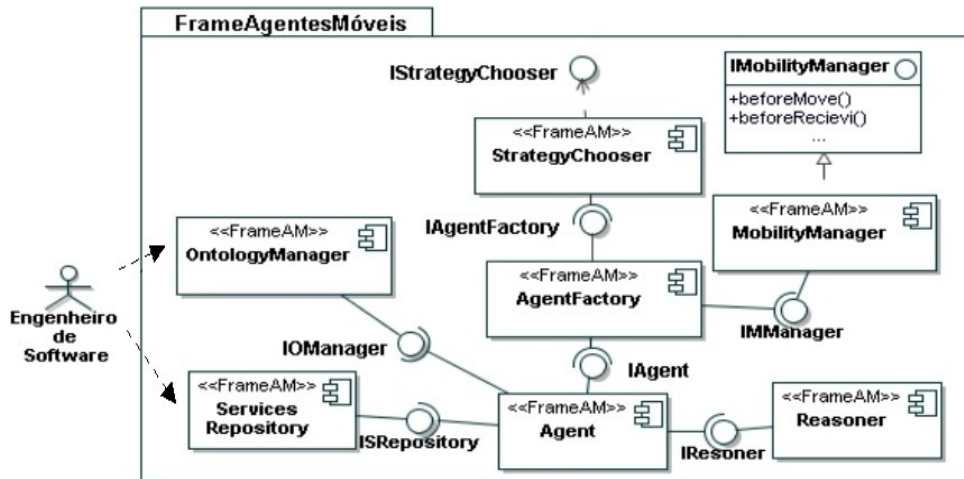 FrameAgentesMóveis
IStrategyChooser
IMobilityManager
+beforeMove()
+beforeRecievi()
...
<<FrameAM>>
StrategyChooser
IAgentFactory
<<FrameAM>>
MobilityManager
<<FrameAM>>
OntologyManager
<<FrameAM>>
AgentFactory
IMManager
Engenheiro
de
Software
IOManager
IAgent
<<FrameAM>>
Services
Repository
ISRepository
<<FrameAM>>
Agent
IResoner
<<FrameAM>>
Reasoner